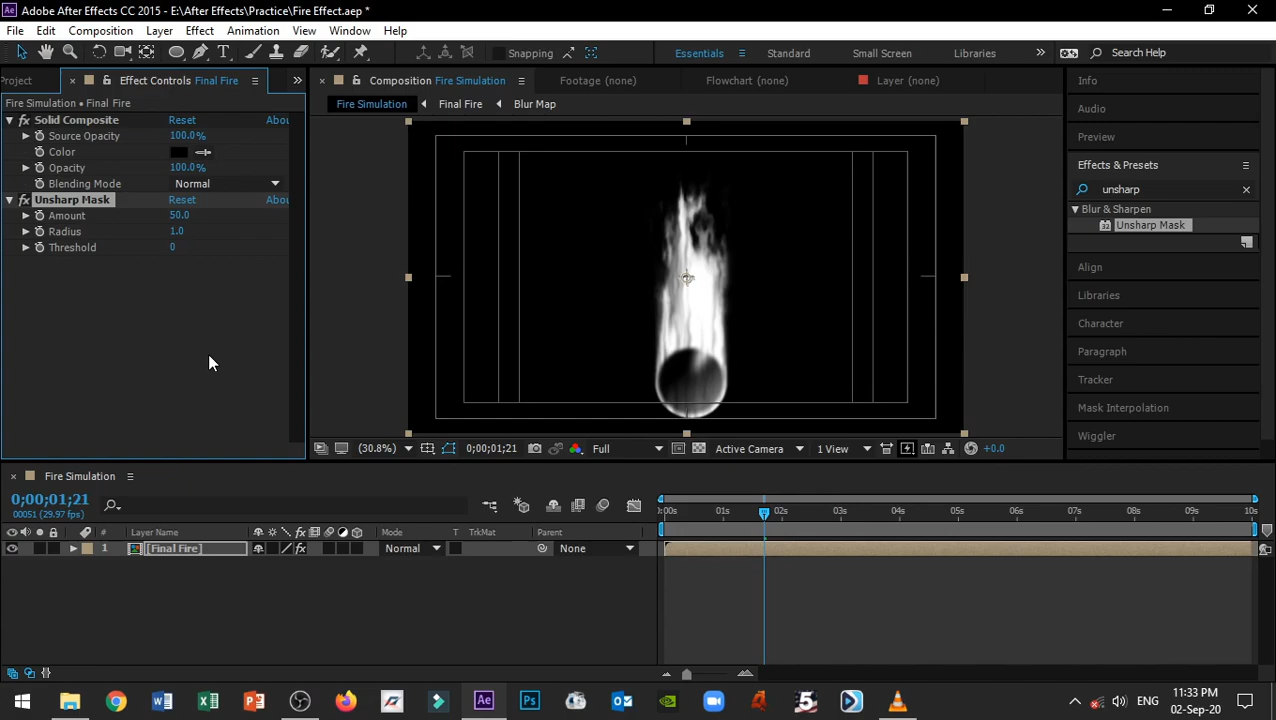 Adobe After Effects CC 2015 - E:\After Effects\Practice\Fire Effect.aep *
File Edit Composition Layer Effect Animation View Window Help
Snapping Essentials Standard Small Screen Libraries Search Help
Project Effect Controls Final Fire
Composition Fire Simulation Footage (none) Flowchart (none) Layer (none)
Info
Fire Simulation • Final Fire
Fire Simulation Final Fire Blur Map
Audio
Solid Composite Reset Abou
Source Opacity 100.0%
Preview
Color
Opacity 100.0%
Effects & Presets
Blending Mode Normal
unsharp
Unsharp Mask Reset Abou
Blur & Sharpen
Amount 50.0
32 Unsharp Mask
Radius 1.0
Threshold 0
Align
Libraries
Character
Paragraph
Tracker
Mask Interpolation
Wiggler
(30.8%) 0;00;01;21 Full Active Camera 1 View +0.0
Fire Simulation
0;00;01;21
00051 (29.97 fps)
:00s 01s 02s 03s 04s 05s 06s 07s 08s 09s 10s
# Layer Name Mode T TrkMat Parent
1 [Final Fire] Normal None
Ae Ps 5
ENG
11:33 PM
02-Sep-20